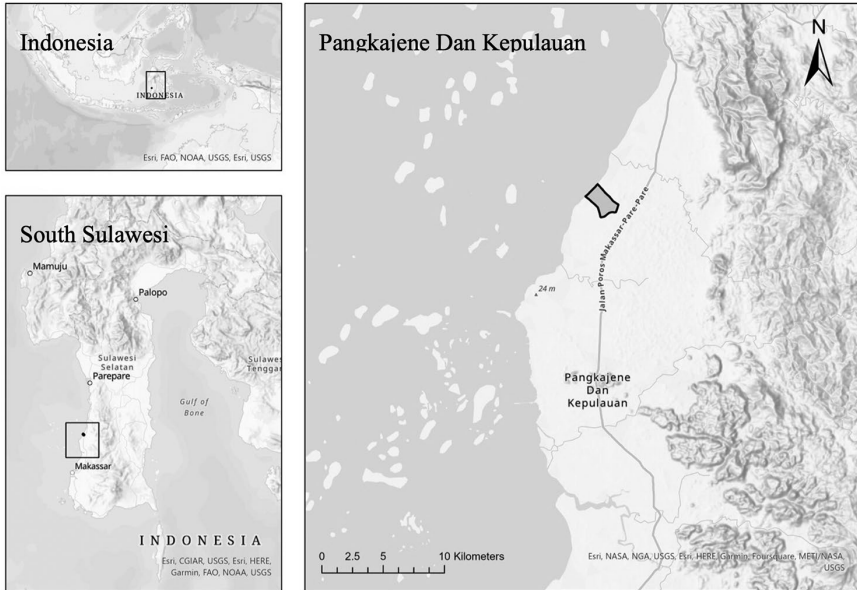 Indonesia
INDONESIA
Esri, FAO, NOAA, USGS, Esri, USGS
South Sulawesi
Mamuju
Palopo
Sulawesi
Selatan
Parepare
Sulawes
Tenggar
Gulf of
Bone
Makassar
INDONESIA
Esri, CGIAR, USGS, Esri, HERE,
Garmin, FAO, NOAA, USGS
Pangkajene Dan Kepulauan
N
Jalan Poros Makassar-Pare-Pare
24 m
Pangkajene
Dan
Kepulauan
0 2.5 5 10 Kilometers
Esri, NASA, NGA, USGS, Esri, HERE, Garmin, Foursquare, METI/NASA,
USGS